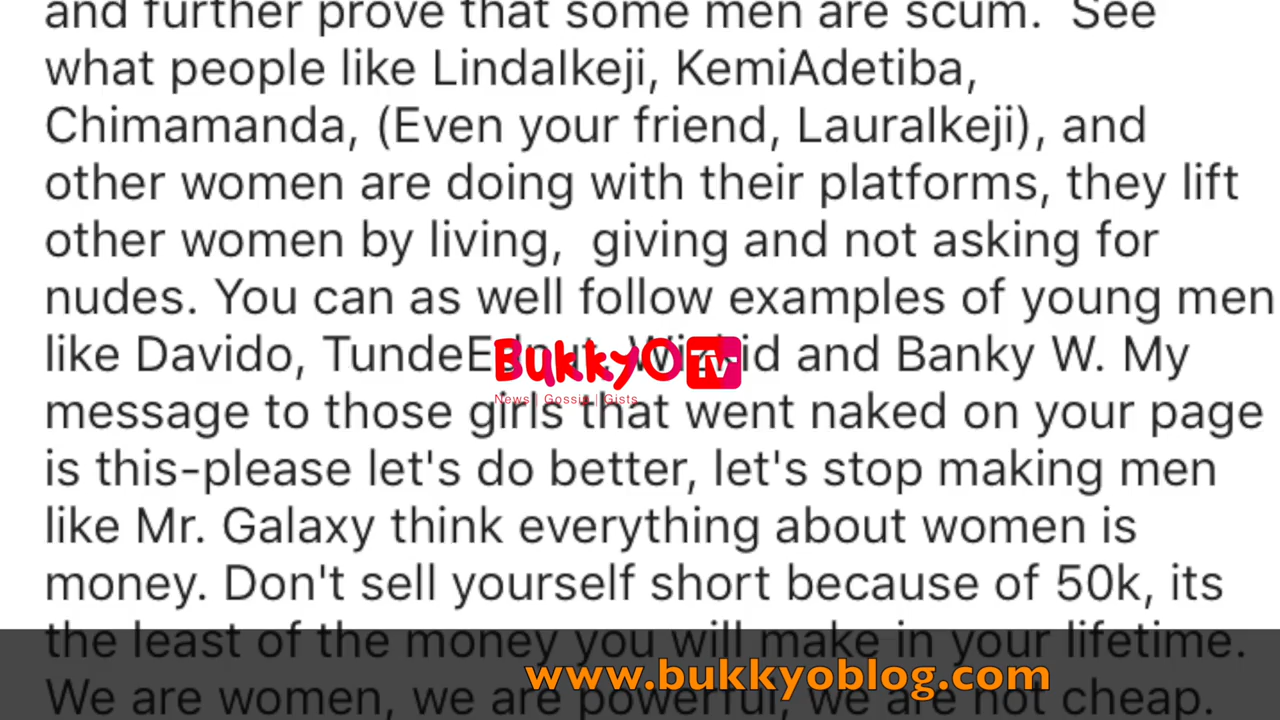 and further prove that some men are scum.  See
what people like LindaIkeji, KemiAdetiba,
Chimamanda, (Even your friend, LauraIkeji), and
other women are doing with their platforms, they lift
other women by living,  giving and not asking for
nudes. You can as well follow examples of young men
like Davido, TundeEdnut, Wizkid and Banky W. My
BukkyO TV
News | Gossip | Gists
message to those girls that went naked on your page
is this-please let's do better, let's stop making men
like Mr. Galaxy think everything about women is
money. Don't sell yourself short because of 50k, its
the least of the money you will make in your lifetime.
www.bukkyoblog.com
We are women, we are powerful, we are not cheap.